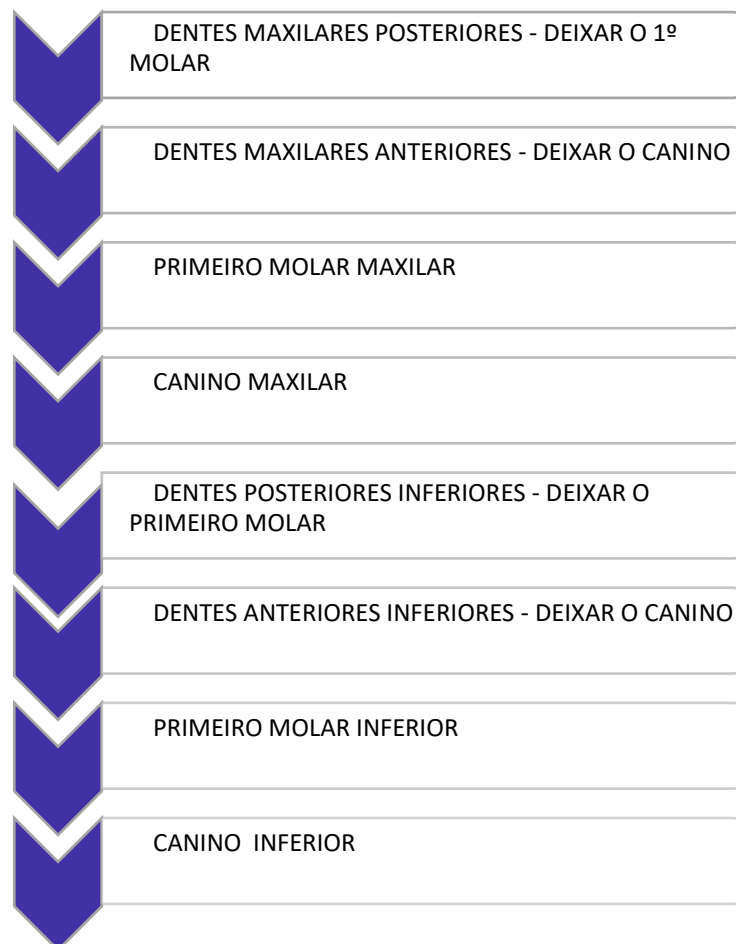 DENTES MAXILARES POSTERIORES - DEIXAR O 1º
MOLAR
DENTES MAXILARES ANTERIORES - DEIXAR O CANINO
PRIMEIRO MOLAR MAXILAR
CANINO MAXILAR
DENTES POSTERIORES INFERIORES - DEIXAR O
PRIMEIRO MOLAR
DENTES ANTERIORES INFERIORES - DEIXAR O CANINO
PRIMEIRO MOLAR INFERIOR
CANINO  INFERIOR